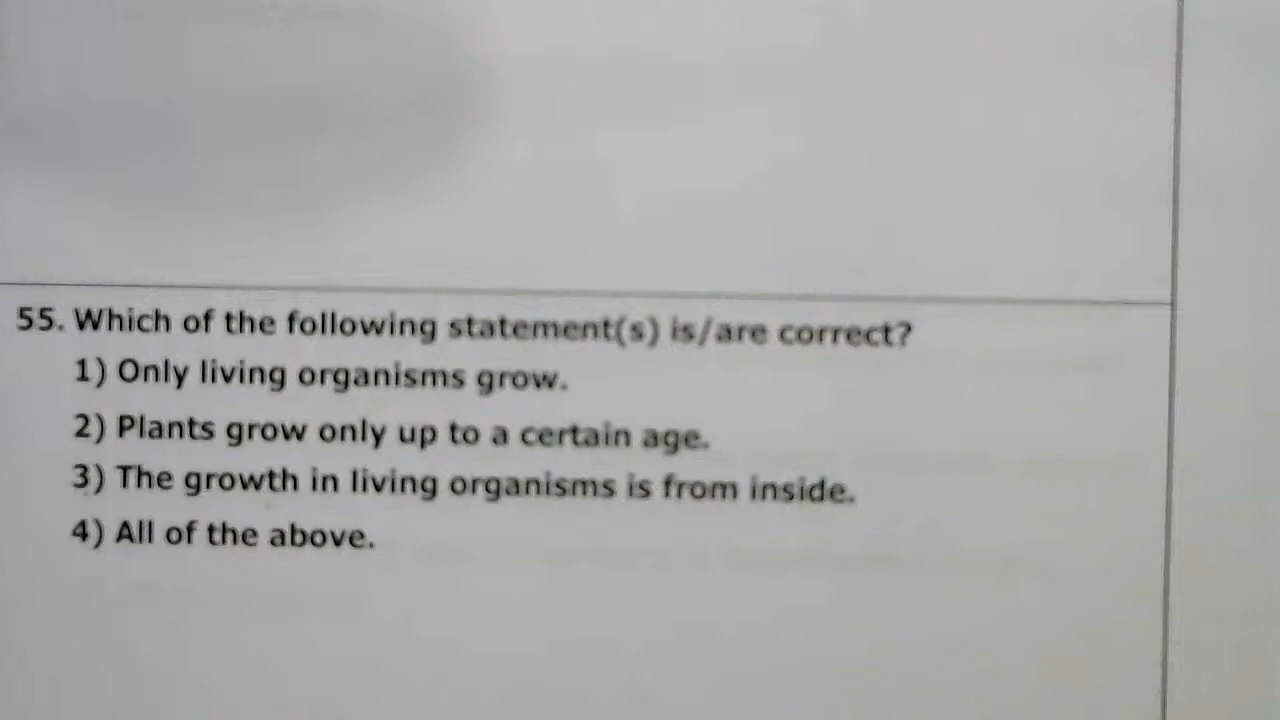 55. Which of the following statement(s) is/are correct?
1) Only living organisms grow.
2) Plants grow only up to a certain age.
3) The growth in living organisms is from inside.
4) All of the above.